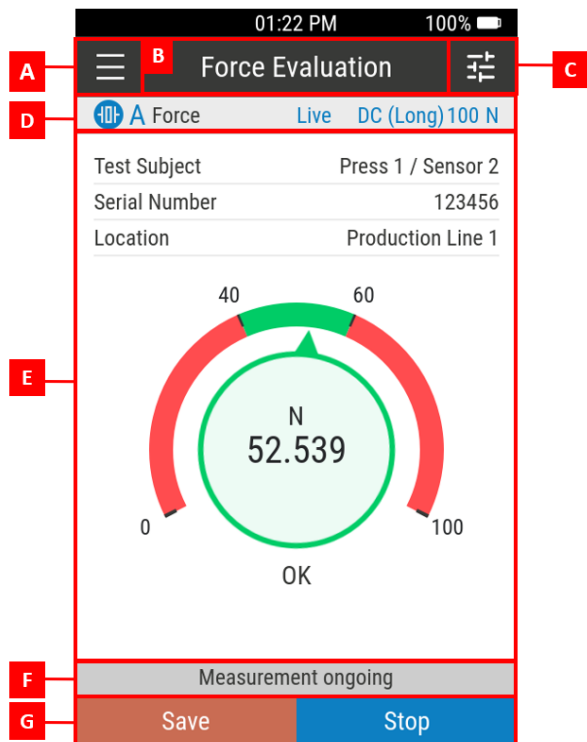 01:22 PM 100%
A B Force Evaluation C
D A Force Live DC (Long) 100 N
Test Subject Press 1 / Sensor 2
Serial Number 123456
Location Production Line 1
40 60
E
N
52.539
0 100
OK
F Measurement ongoing
G Save Stop